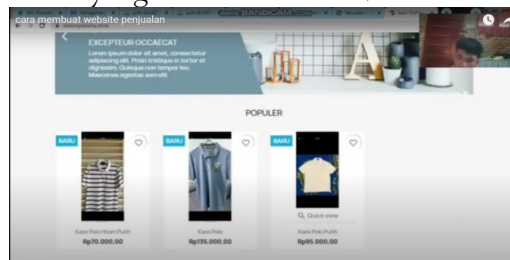 cara membuat website penjualan
BANDICAM
EXCEPTEUR OCCAECAT
Lorem ipsum dolor sit amet, consectetur
adipiscing elit. Proin tristique in tortor et
dignissim. Quisque non tempor leo.
Maecenas egestas sem elit
POPULER
BARU
BARU
BARU
Quick view
Kaos Polo Hitam Putih
Kaos Polo
Kaos Polo Putih
Rp70.000,00
Rp135.000,00
Rp95.000,00